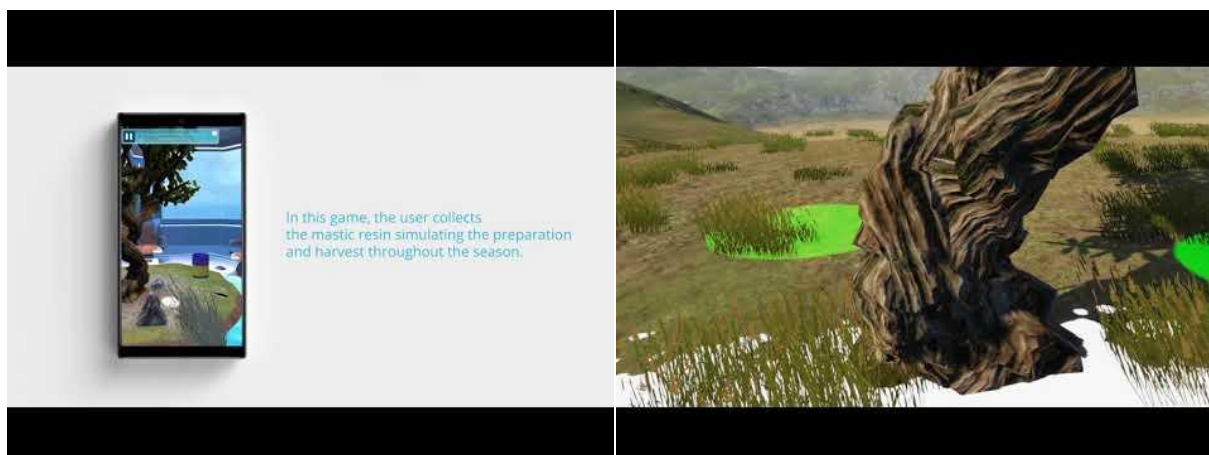 In this game, the user collects
the mastic resin simulating the preparation
and harvest throughout the season.